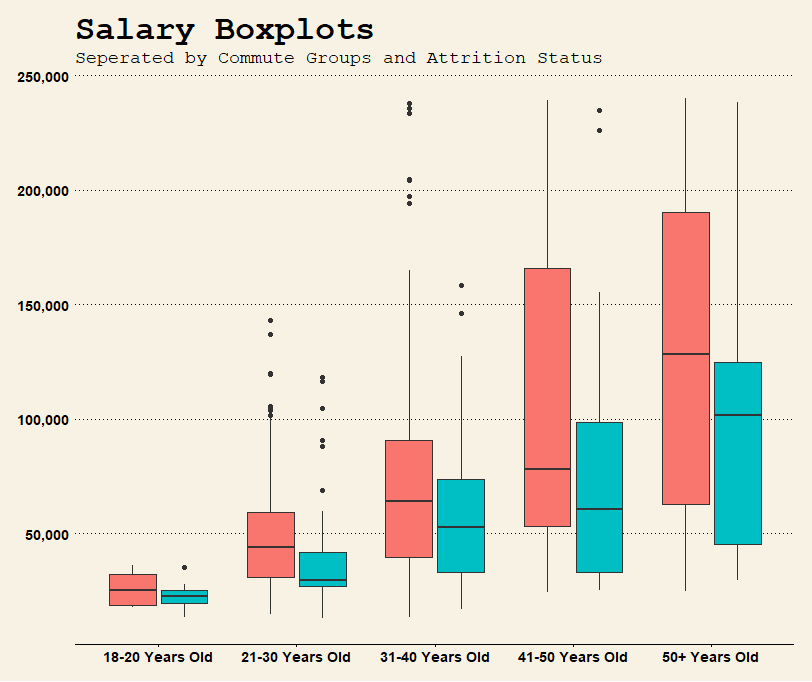 Salary Boxplots
Seperated by Commute Groups and Attrition Status
250,000
200,000
150,000
100,000
50,000
18-20 Years Old
21-30 Years Old
31-40 Years Old
41-50 Years Old
50+ Years Old